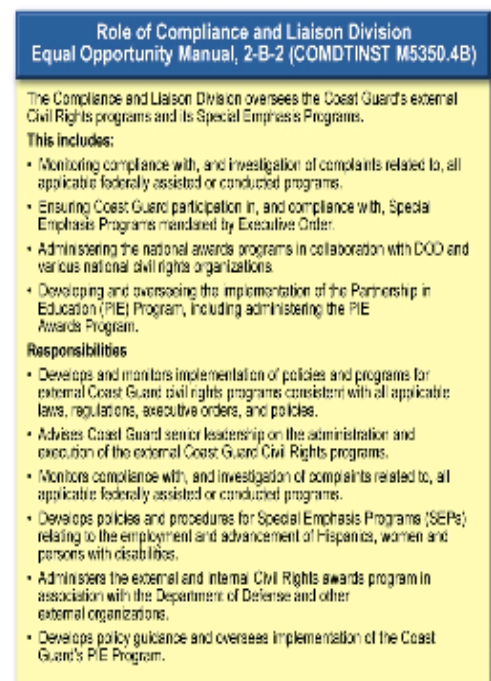 Role of Compliance and Liaison Division
Equal Opportunity Manual, 2-B-2 (COMDTINST M5350.4B)
The Compliance and Liaison Division oversees the Coast Guard's external
Civil Rights programs and its Special Emphasis Programs.
This includes:
• Monitoring compliance with, and investigation of complaints related to, all
applicable federally assisted or conducted programs.
• Ensuring Coast Guard participation in, and compliance with, Special
Emphasis Programs mandated by Executive Order.
• Administering the national awards programs in collaboration with DOD and
various national civil rights organizations.
• Developing and overseeing the implementation of the Partnership in
Education (PIE) Program, including administering the PIE
Awards Program.
Responsibilities
• Develops and monitors implementation of policies and programs for
external Coast Guard civil rights programs consistent with all applicable
laws, regulations, executive orders, and policies.
• Advises Coast Guard senior leadership on the administration and
execution of the external Coast Guard Civil Rights programs.
• Monitors compliance with, and investigation of complaints related to, all
applicable federally assisted or conducted programs.
• Develops policies and procedures for Special Emphasis Programs (SEPs)
relating to the employment and advancement of Hispanics, women and
persons with disabilities.
• Administers the external and internal Civil Rights awards program in
association with the Department of Defense and other
external organizations.
• Develops policy guidance and oversees implementation of the Coast
Guard's PIE Program.